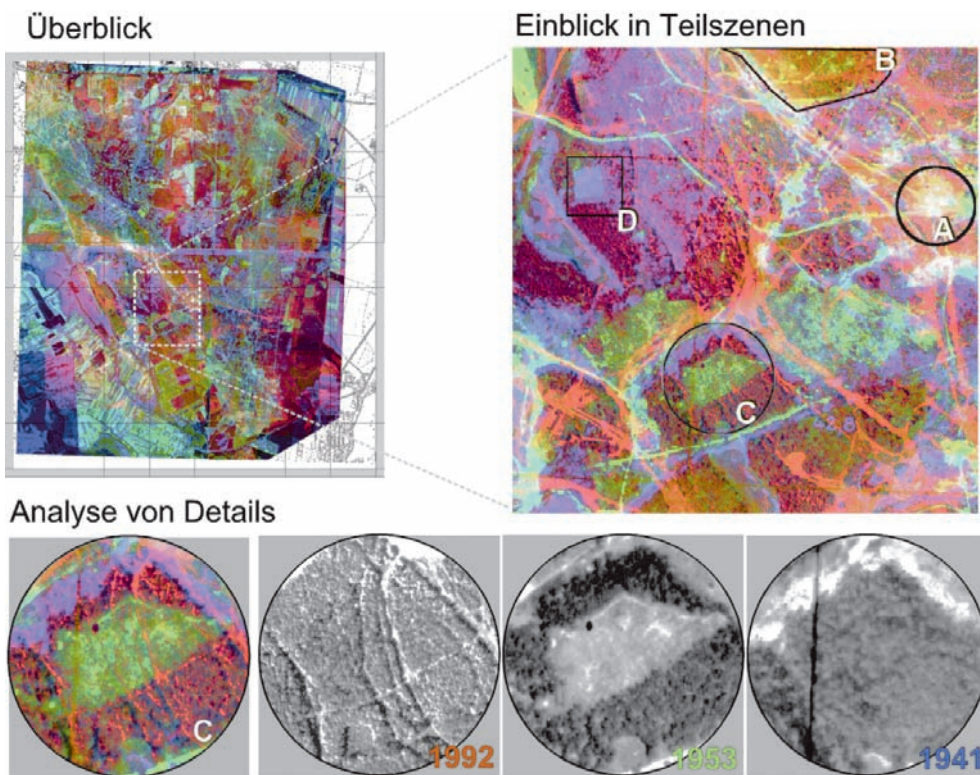 Überblick
Einblick in Teilszenen
B
D
A
C
Analyse von Details
C
1992
1953
1941